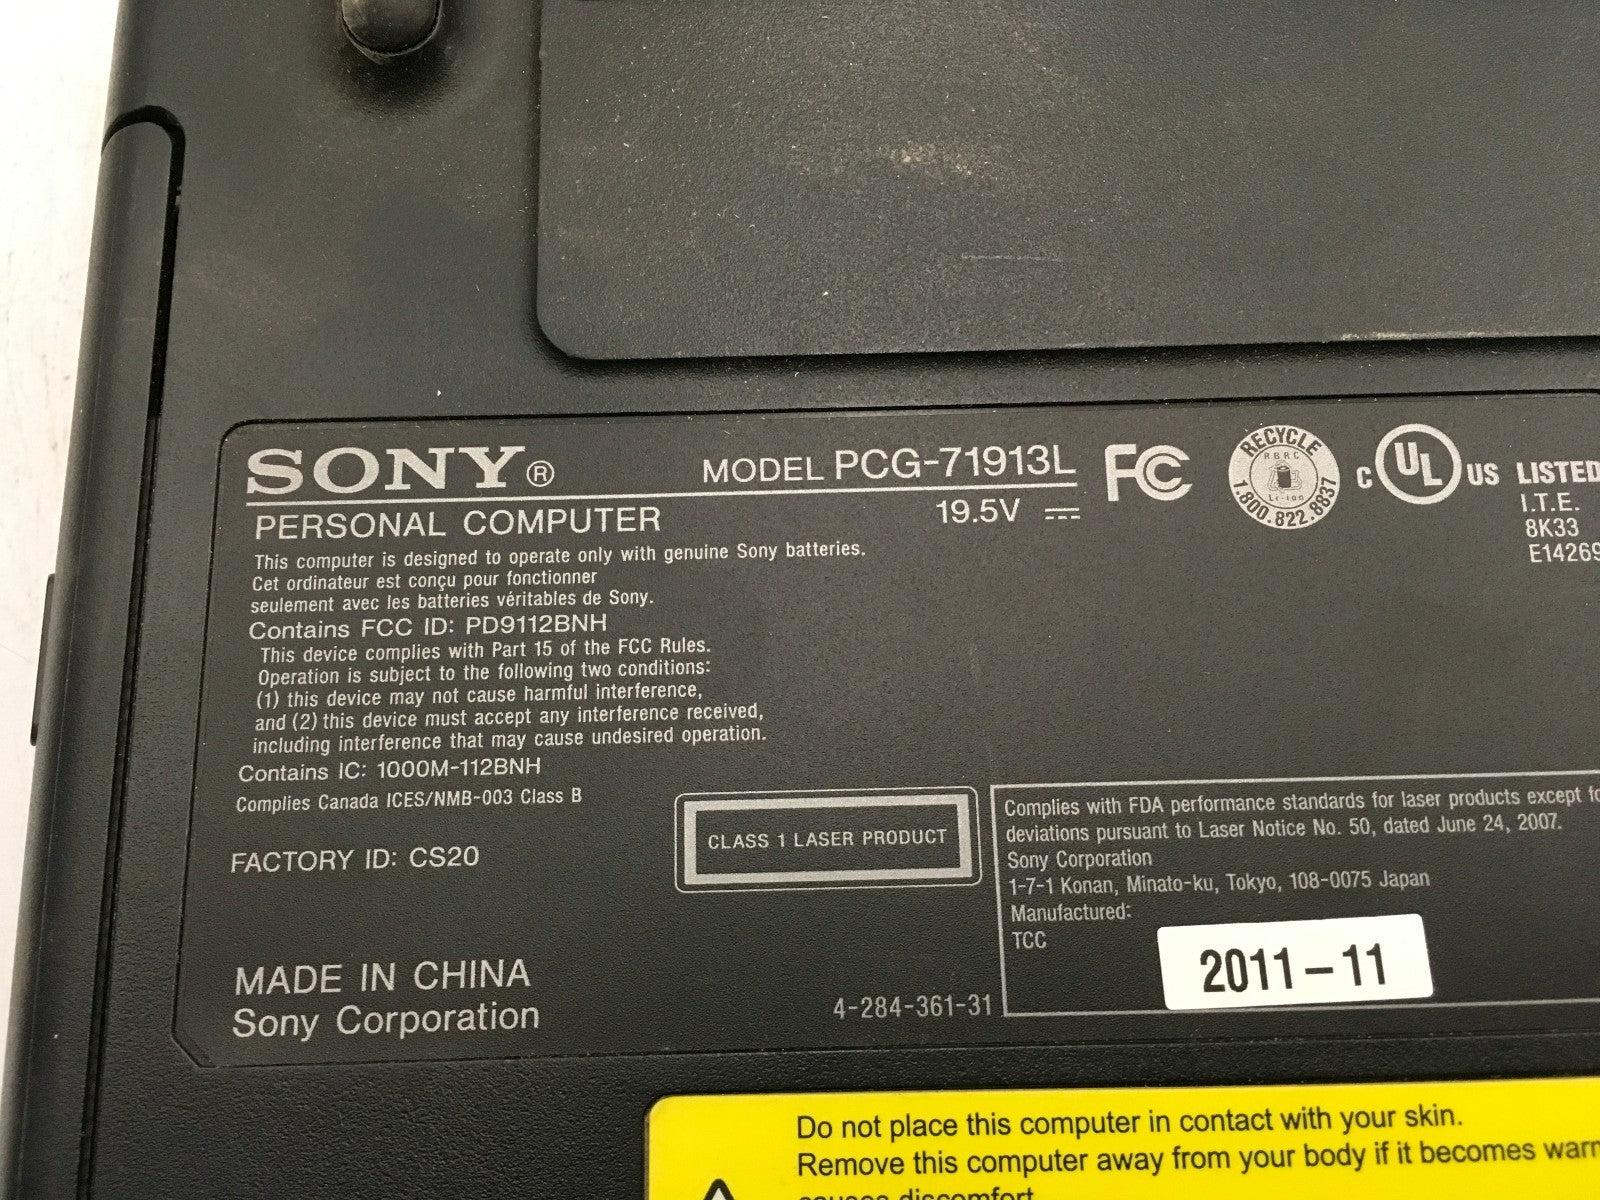 SONY®
MODEL PCG-71913L
FC
RECYCLE
RBRC
Li-ion
1.800.822.8837
C UL US LISTED
I.T.E.
8K33
E14269
PERSONAL COMPUTER
19.5V
This computer is designed to operate only with genuine Sony batteries.
Cet ordinateur est conçu pour fonctionner
seulement avec les batteries véritables de Sony.
Contains FCC ID: PD9112BNH
This device complies with Part 15 of the FCC Rules.
Operation is subject to the following two conditions:
(1) this device may not cause harmful interference,
and (2) this device must accept any interference received,
including interference that may cause undesired operation.
Contains IC: 1000M-112BNH
Complies Canada ICES/NMB-003 Class B
FACTORY ID: CS20
CLASS 1 LASER PRODUCT
Complies with FDA performance standards for laser products except
deviations pursuant to Laser Notice No. 50, dated June 24, 2007.
Sony Corporation
1-7-1 Konan, Minato-ku, Tokyo, 108-0075 Japan
Manufactured:
TCC
2011-11
MADE IN CHINA
Sony Corporation
4-284-361-31
Do not place this computer in contact with your skin.
Remove this computer away from your body if it becomes warm
causes discomfort